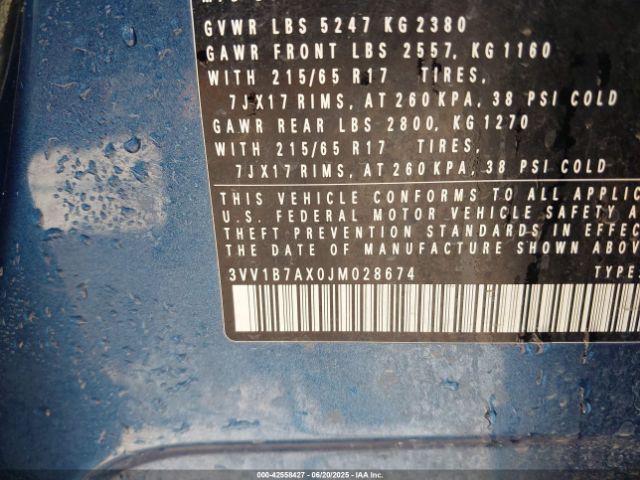 GVWR LBS 5247 KG 2380
GAWR FRONT LBS 2557, KG 1160
WITH 215/65 R17 TIRES,
7JX17 RIMS, AT 260 KPA, 38 PSI COLD
GAWR REAR LBS 2800, KG 1270
WITH 215/65 R17 TIRES,
7JX17 RIMS, AT 260 KPA, 38 PSI COLD
THIS VEHICLE CONFORMS TO ALL APPLIC
U.S. FEDERAL MOTOR VEHICLE SAFETY A
THEFT PREVENTION STANDARDS IN EFFEC
THE DATE OF MANUFACTURE SHOWN ABOV
3VV1B7AX0JM028674 TYPE:
000-42558427 - 06/20/2025 - IAAI.com